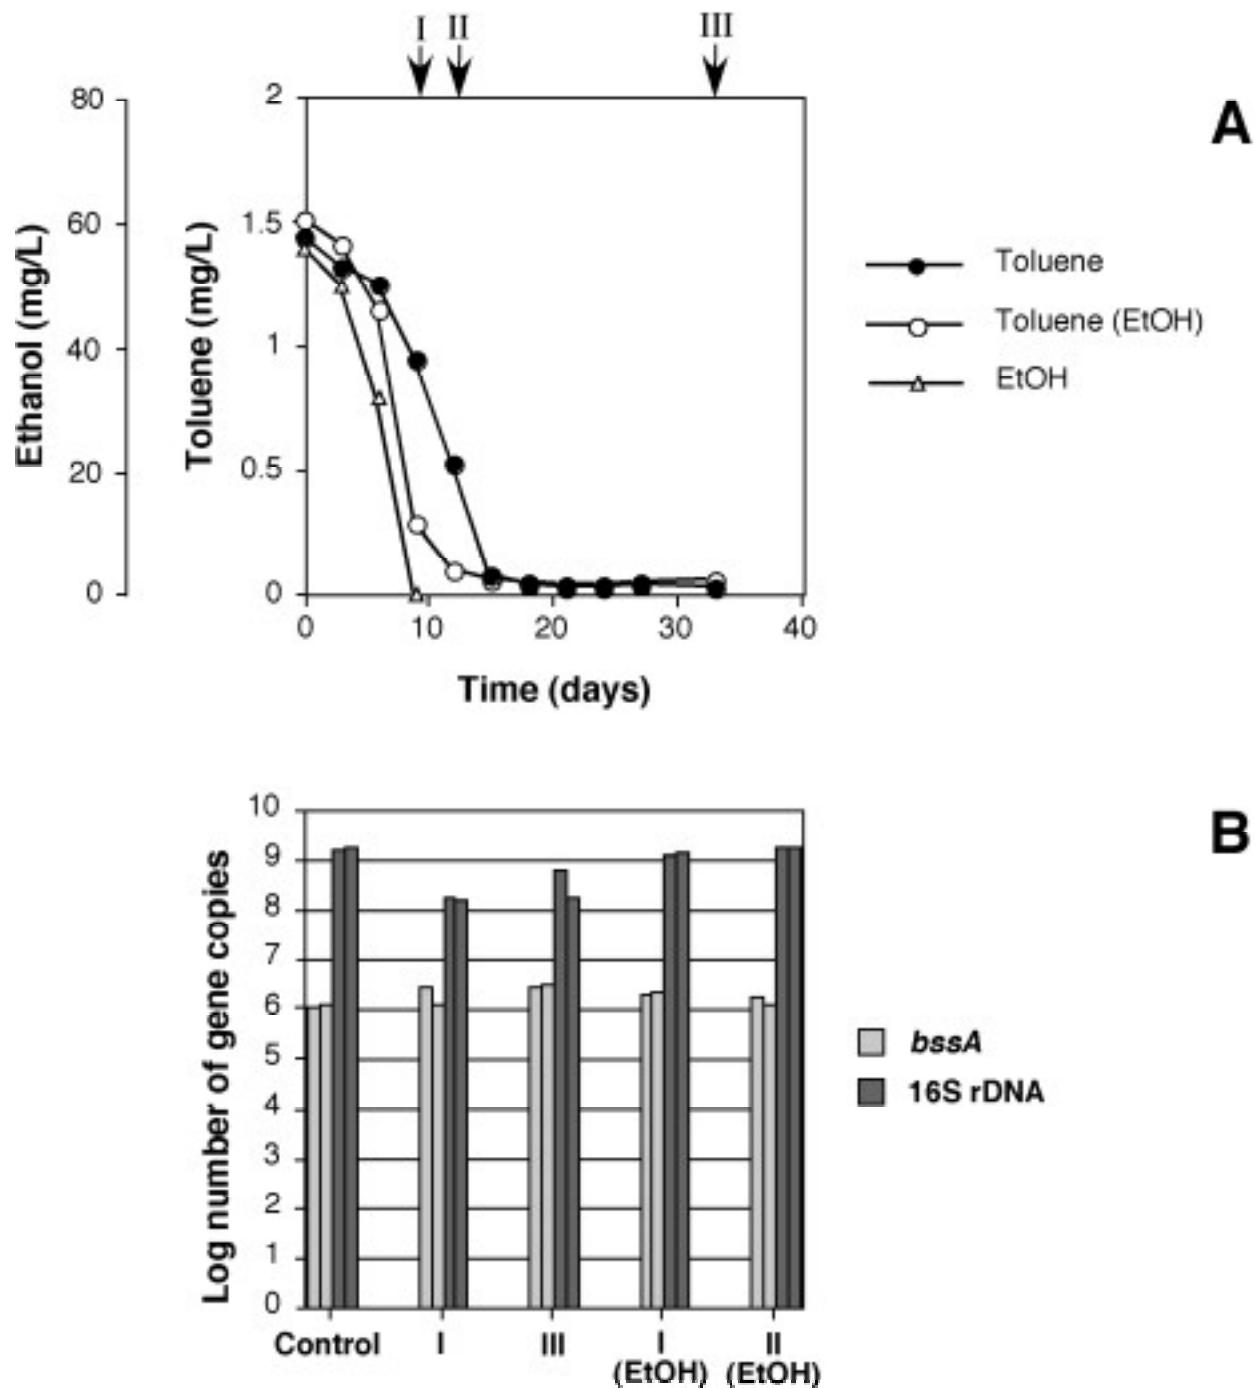 I II III
A
80 2
60 1.5
40 1
20 0.5
0 0
Ethanol (mg/L)
Toluene (mg/L)
0 10 20 30 40
Time (days)
Toluene
Toluene (EtOH)
EtOH
B
10
9
8
7
6
5
4
3
2
1
0
Log number of gene copies
Control I III I II
(EtOH) (EtOH)
bssA
16S rDNA